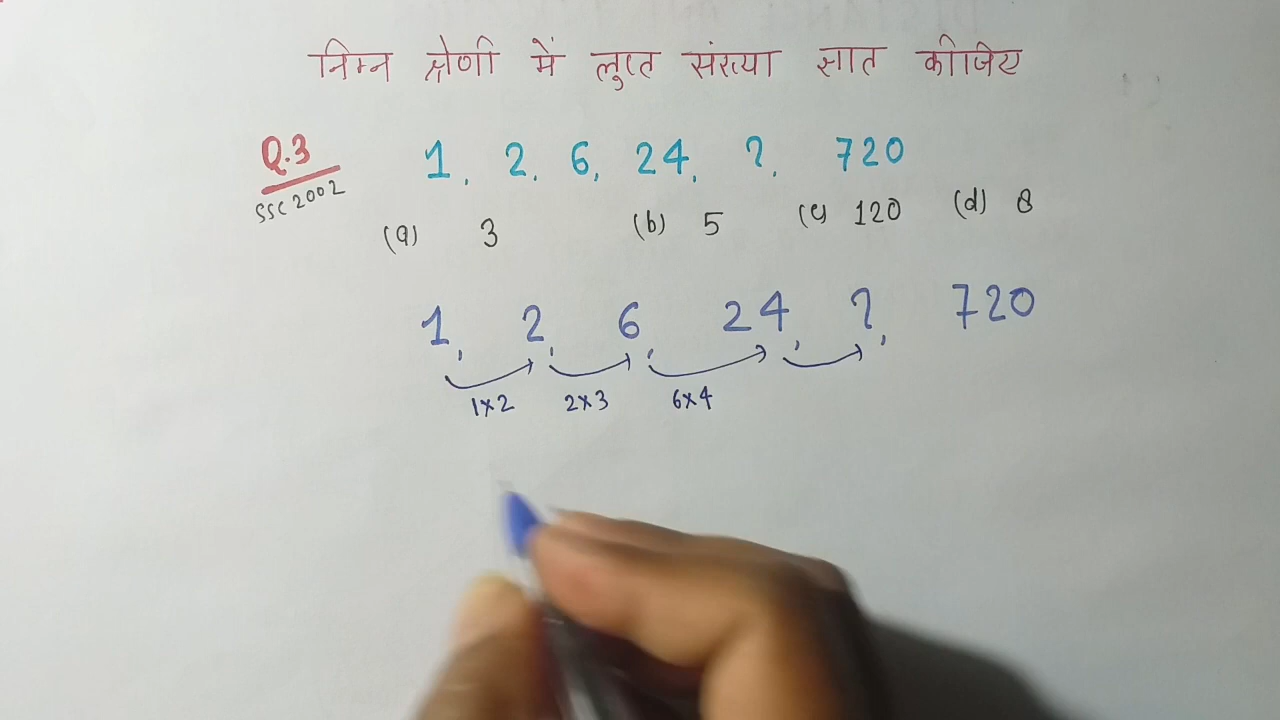 निम्न श्रेणी में लुप्त संख्या ज्ञात कीजिए
Q.3 1, 2, 6, 24, ?, 720
SSC 2002
(a) 3 (b) 5 (c) 120 (d) 8
1, 2, 6, 24, ?, 720
1×2 2×3 6×4